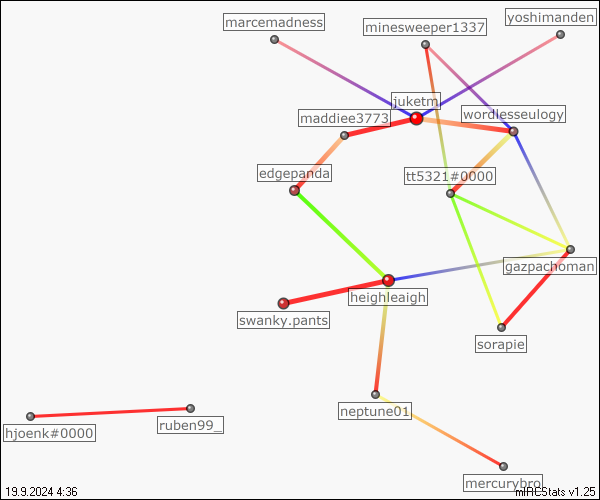 yoshimanden
marcemadness
minesweeper1337
juketm
wordlesseulogy
maddiee3773
edgepanda
tt5321#0000
gazpachoman
heighleaigh
swanky.pants
sorapie
neptune01
ruben99_
hjoenk#0000
mercurybro
19.9.2024 4:36
mIRCStats v1.25